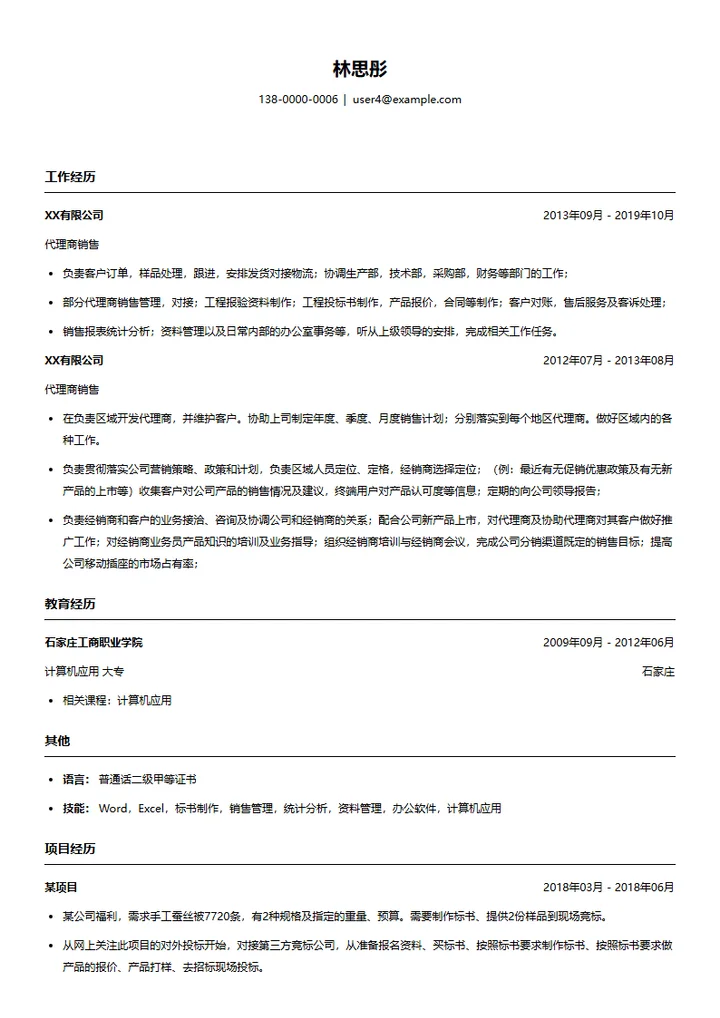 林思彤
138-0000-0006 | user4@example.com
工作经历
XX有限公司 2013年09月 - 2019年10月
代理商销售
• 负责客户订单，样品处理，跟进，安排发货对接物流；协调生产部，技术部，采购部，财务等部门的工作；
• 部分代理商销售管理，对接；工程报验资料制作；工程投标书制作，产品报价，合同等制作；客户对账，售后服务及客诉处理；
• 销售报表统计分析；资料管理以及日常内部的办公室事务等，听从上级领导的安排，完成相关工作任务。
XX有限公司 2012年07月 - 2013年08月
代理商销售
• 在负责区域开发代理商，并维护客户。协助上司制定年度、季度、月度销售计划；分别落实到每个地区代理商。做好区域内的各
种工作。
• 负责贯彻落实公司营销策略、政策和计划，负责区域人员定位、定格，经销商选择定位；（例：最近有无促销优惠政策及有无新
产品的上市等）收集客户对公司产品的销售情况及建议，终端用户对产品认可度等信息；定期的向公司领导报告；
• 负责经销商和客户的业务接洽、咨询及协调公司和经销商的关系；配合公司新产品上市，对代理商及协助代理商对其客户做好推
广工作；对经销商业务员产品知识的培训及业务指导；组织经销商培训与经销商会议，完成公司分销渠道既定的销售目标；提高
公司移动插座的市场占有率；
教育经历
石家庄工商职业学院 2009年09月 - 2012年06月
计算机应用 大专 石家庄
• 相关课程：计算机应用
其他
• 语言： 普通话二级甲等证书
• 技能： Word，Excel，标书制作，销售管理，统计分析，资料管理，办公软件，计算机应用
项目经历
某项目 2018年03月 - 2018年06月
• 某公司福利，需求手工蚕丝被7720条，有2种规格及指定的重量、预算。需要制作标书、提供2份样品到现场竞标。
• 从网上关注此项目的对外投标开始，对接第三方竞标公司，从准备报名资料、买标书、按照标书要求制作标书、按照标书要求做
产品的报价、产品打样、去招标现场投标。